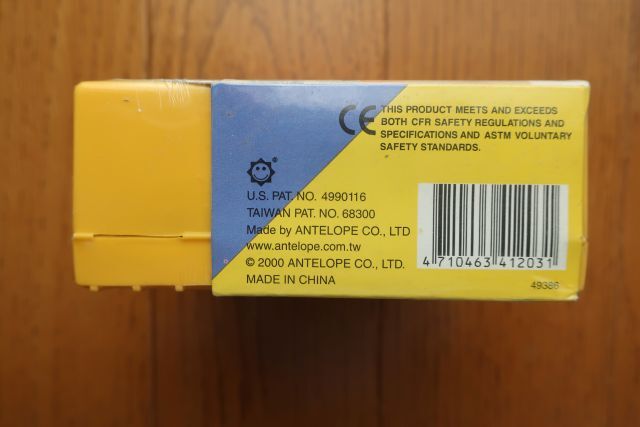 CE
THIS PRODUCT MEETS AND EXCEEDS
BOTH CFR SAFETY REGULATIONS AND
SPECIFICATIONS AND ASTM VOLUNTARY
SAFETY STANDARDS.
U.S. PAT. NO. 4990116
TAIWAN PAT. NO. 68300
Made by ANTELOPE CO., LTD
www.antelope.com.tw
© 2000 ANTELOPE CO., LTD.
MADE IN CHINA
4 710463 412031
49386